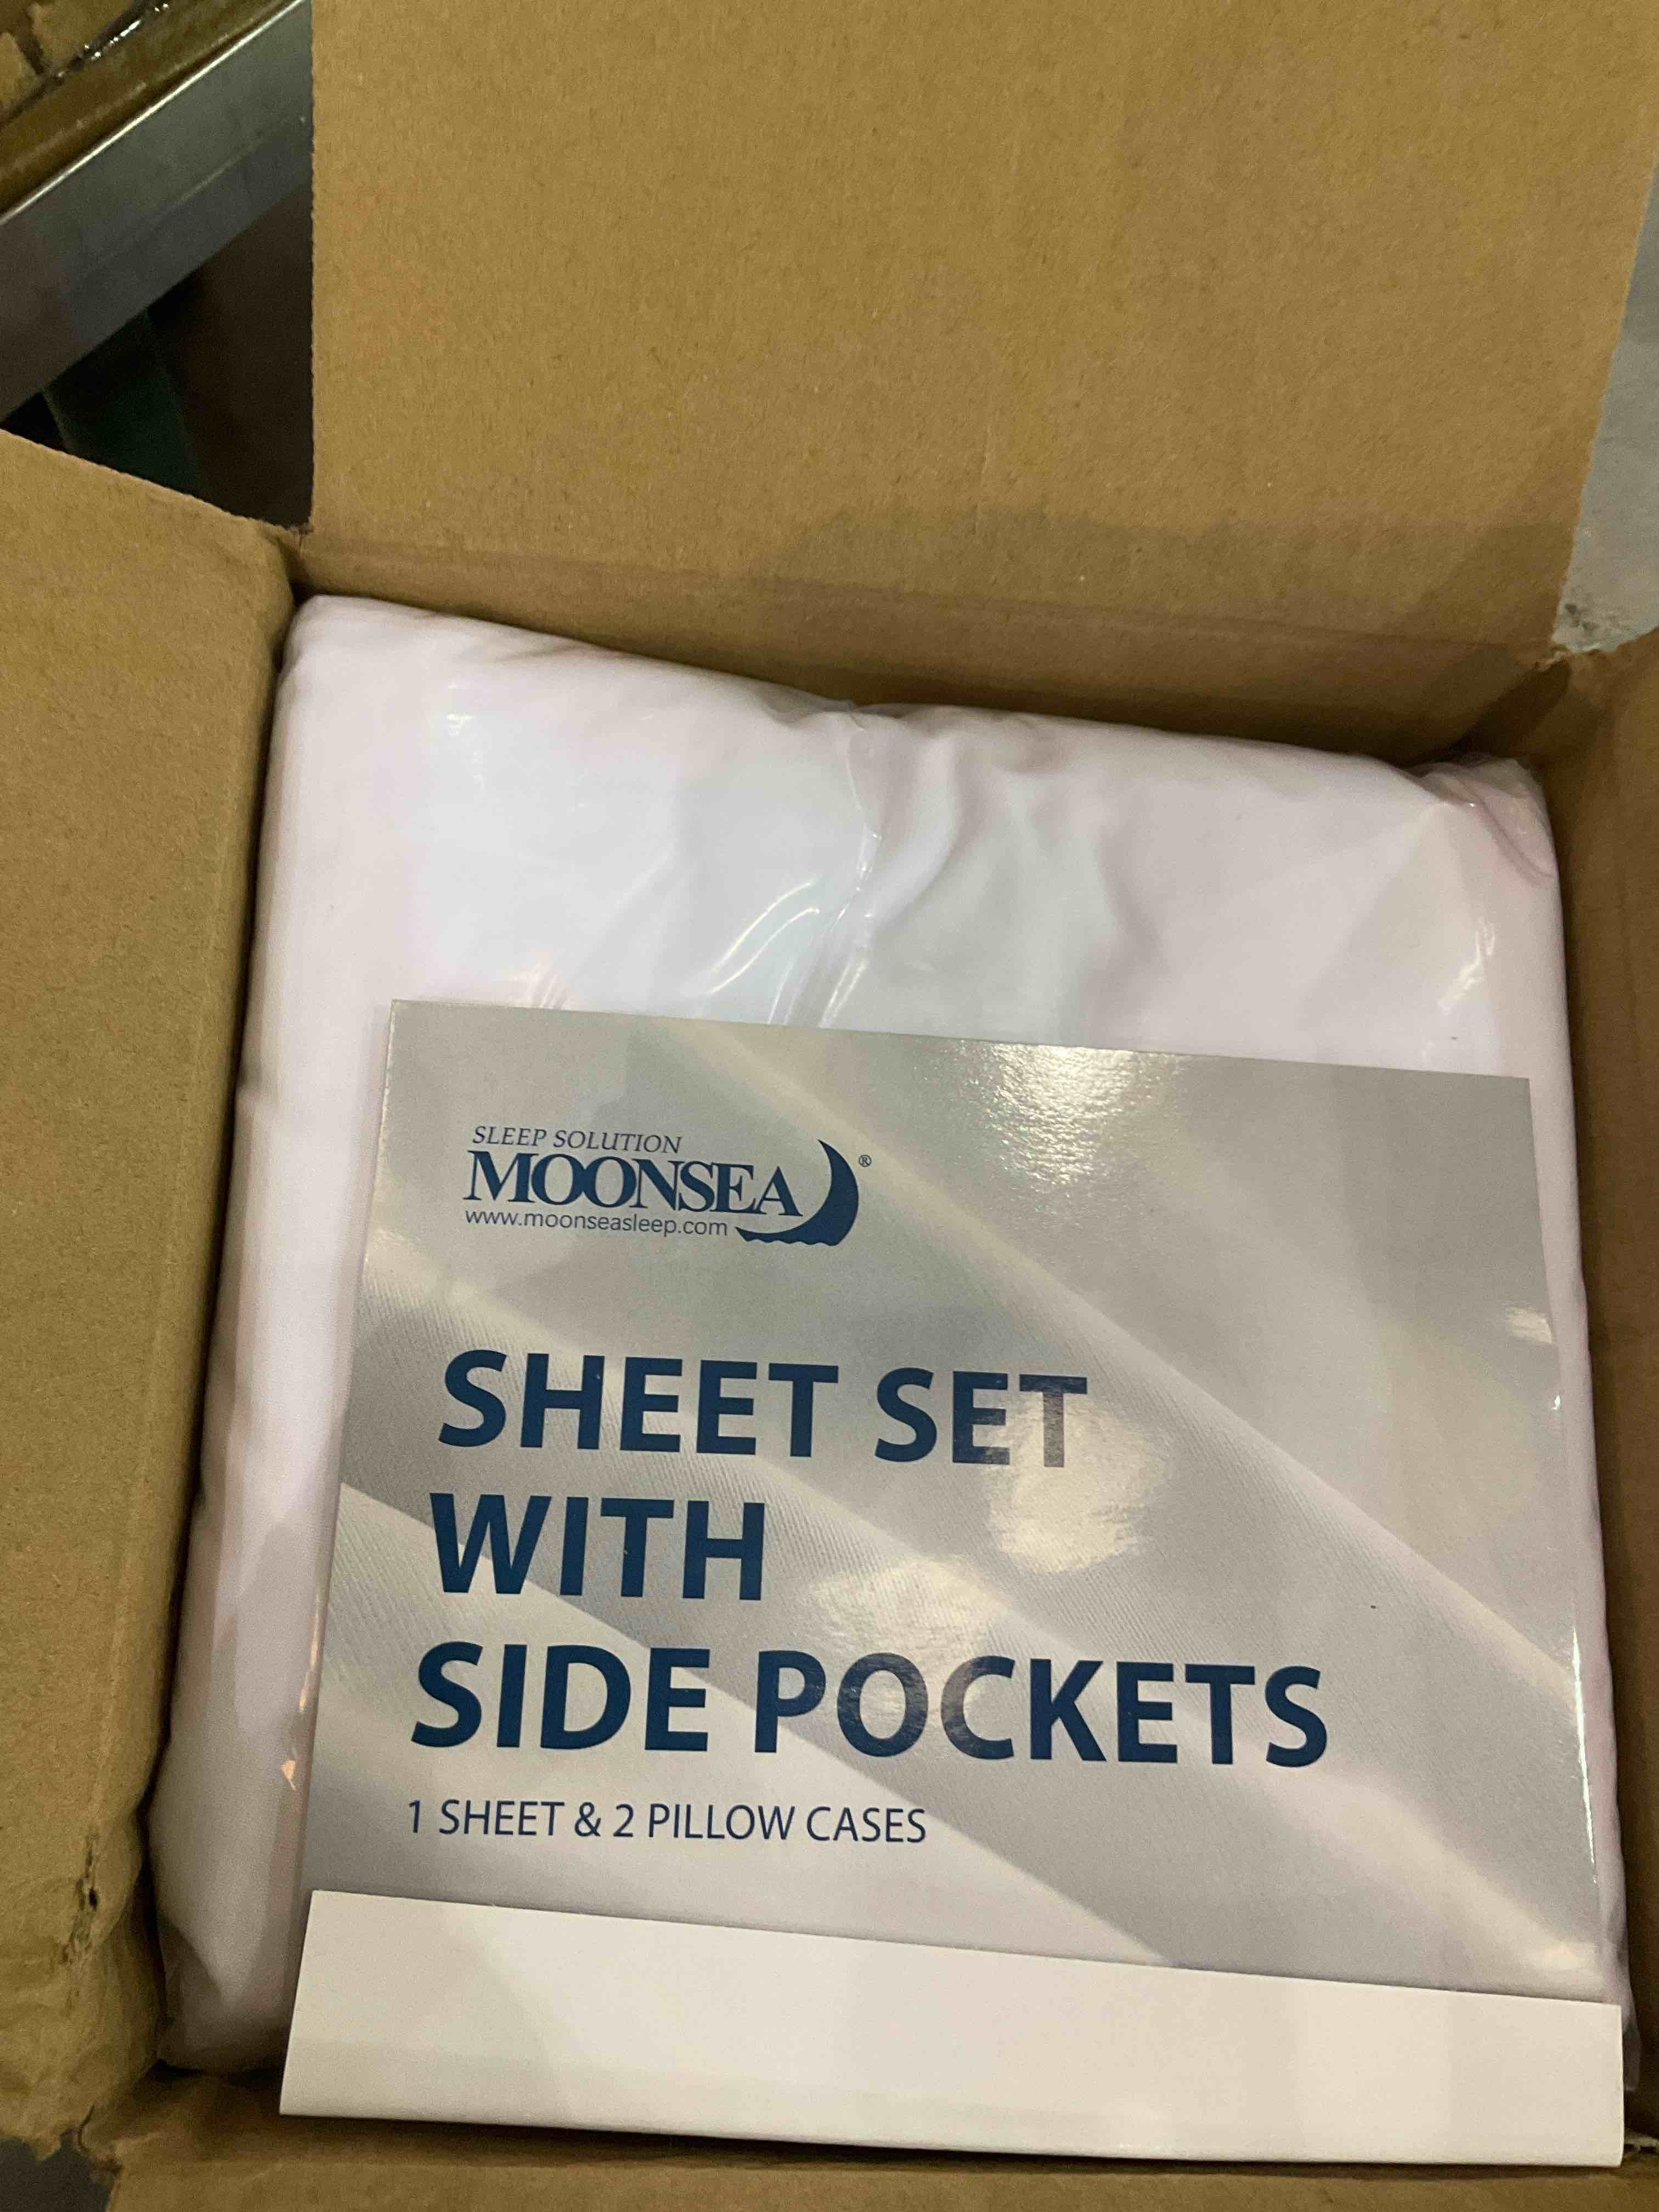 SLEEP SOLUTION
MOONSEA®
www.moonseasleep.com
SHEET SET
WITH
SIDE POCKETS
1 SHEET & 2 PILLOW CASES